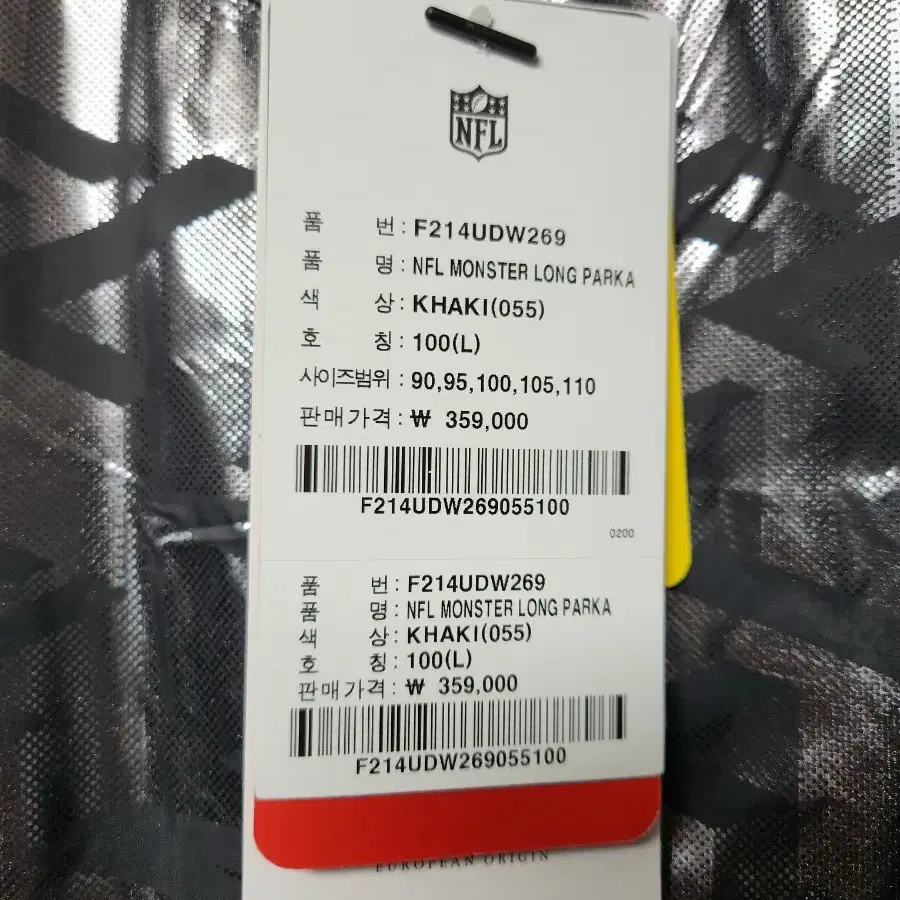 NFL
품 번 : F214UDW269
품 명 : NFL MONSTER LONG PARKA
색 상 : KHAKI(055)
호 칭 : 100(L)
사이즈범위 : 90,95,100,105,110
판매가격 : ₩ 359,000
F214UDW269055100
0200
품 번 : F214UDW269
품 명 : NFL MONSTER LONG PARKA
색 상 : KHAKI(055)
호 칭 : 100(L)
판매가격 : ₩ 359,000
F214UDW269055100
EUROPEAN ORIGIN